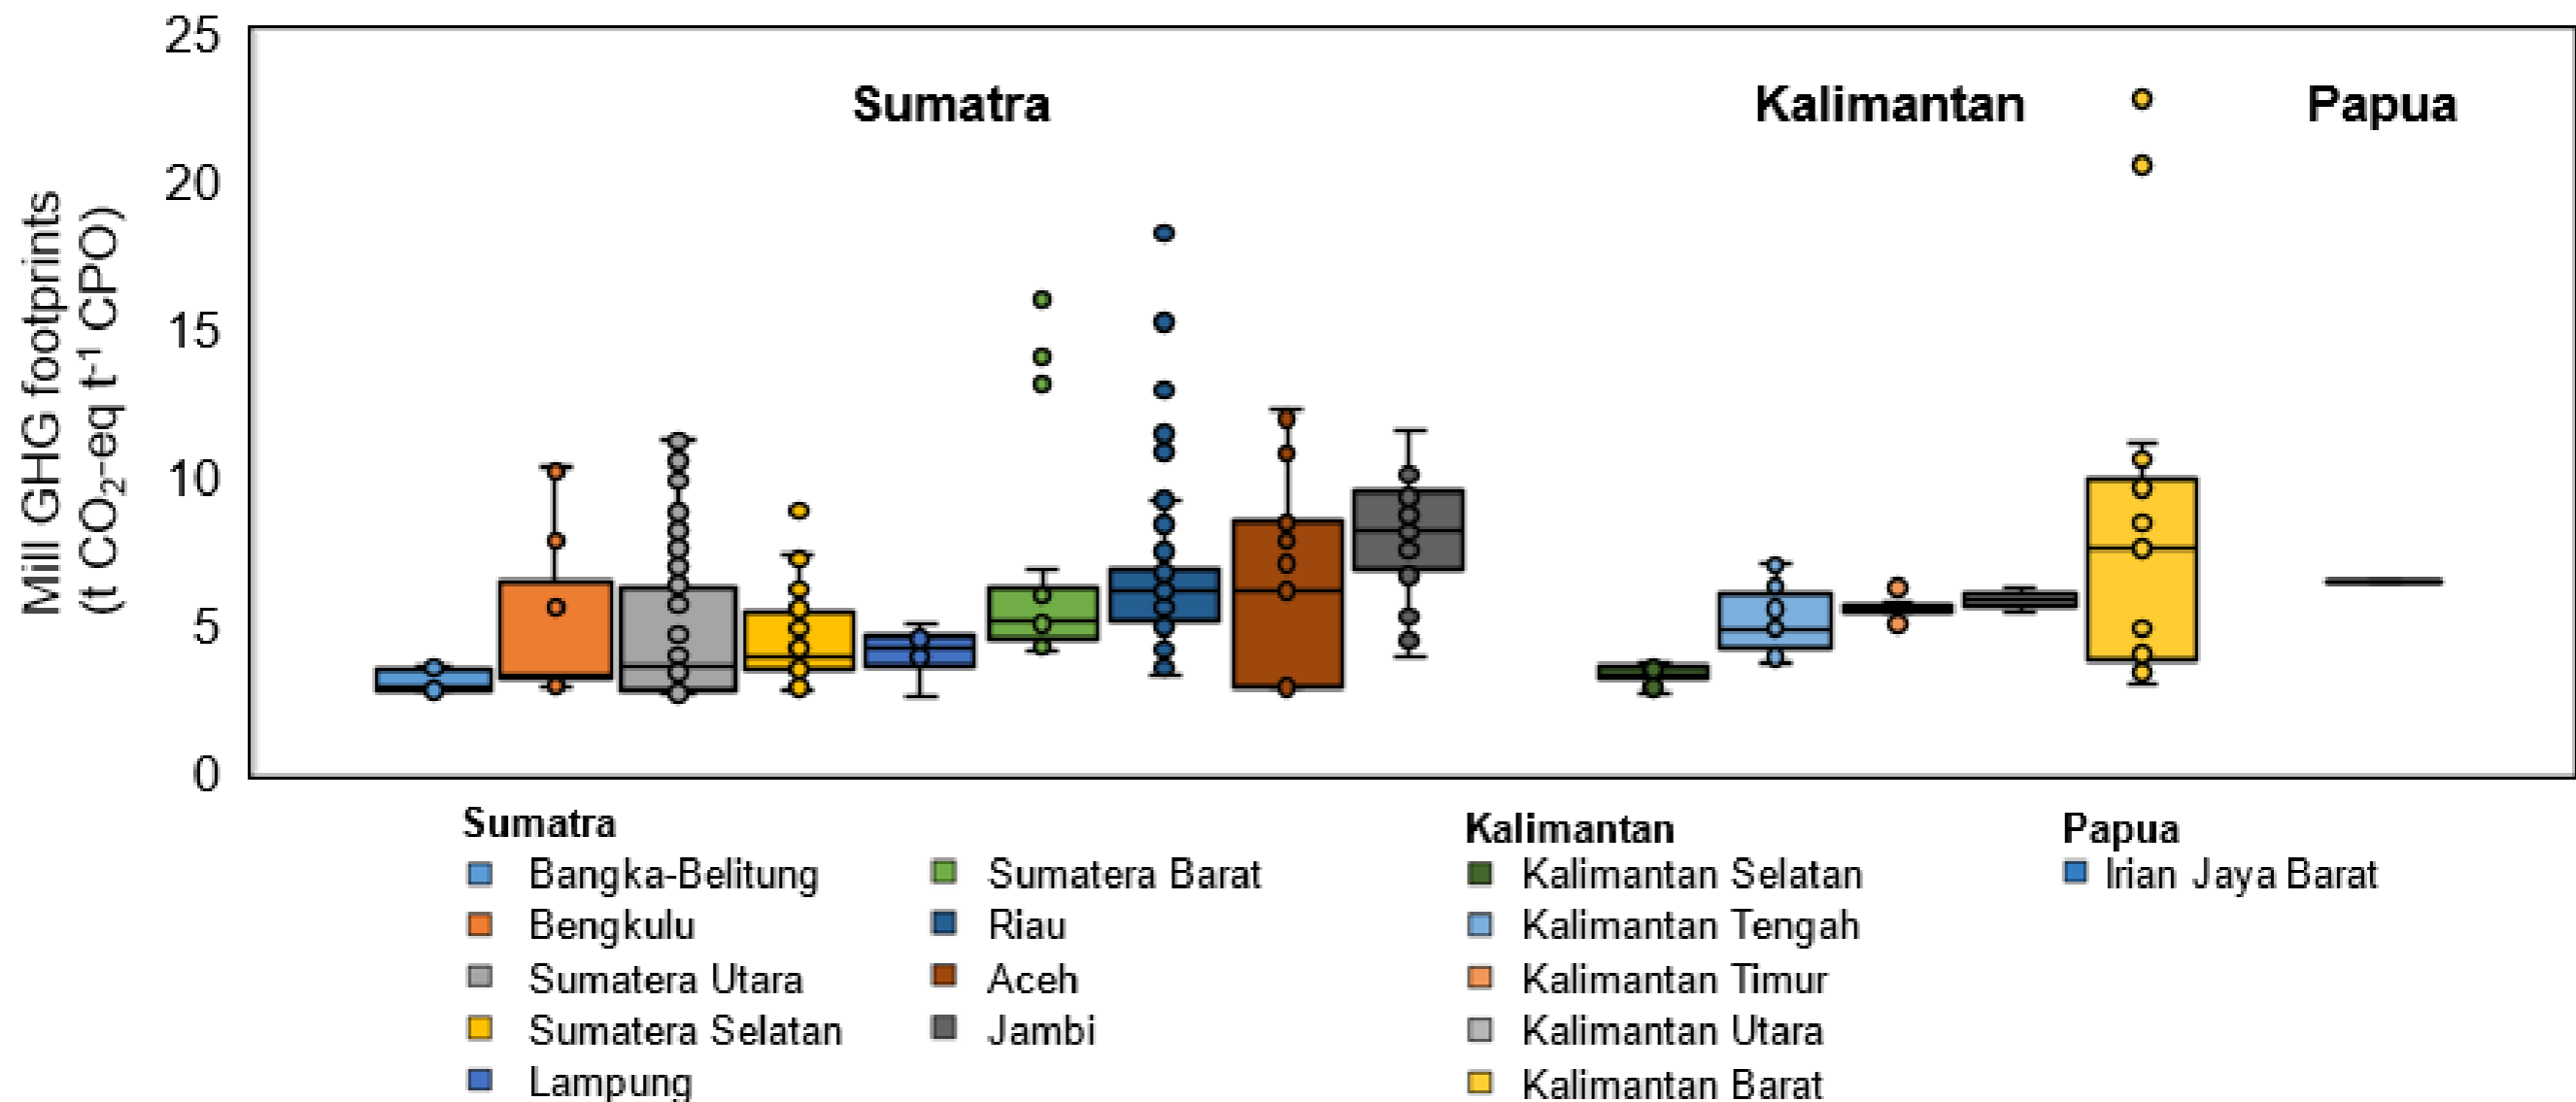 25
20
15
10
5
0
Mill GHG footprints
(t CO₂-eq t⁻¹ CPO)
Sumatra
Kalimantan
Papua
Sumatra
Bangka-Belitung
Bengkulu
Sumatera Utara
Sumatera Selatan
Lampung
Sumatera Barat
Riau
Aceh
Jambi
Kalimantan
Kalimantan Selatan
Kalimantan Tengah
Kalimantan Timur
Kalimantan Utara
Kalimantan Barat
Papua
Irian Jaya Barat